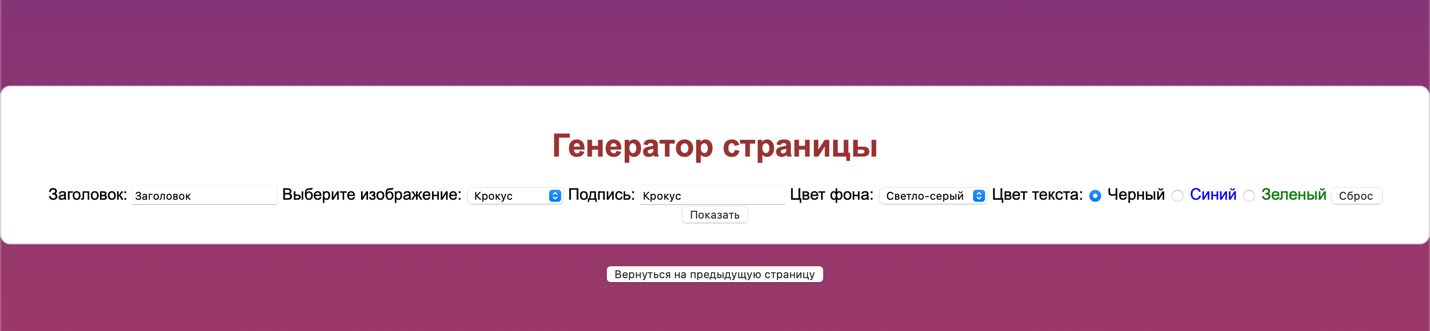 Генератор страницы
Заголовок: Заголовок Выберите изображение: Крокус Подпись: Крокус Цвет фона: Светло-серый Цвет текста: Черный Синий Зеленый Сброс
Показать
Вернуться на предыдущую страницу